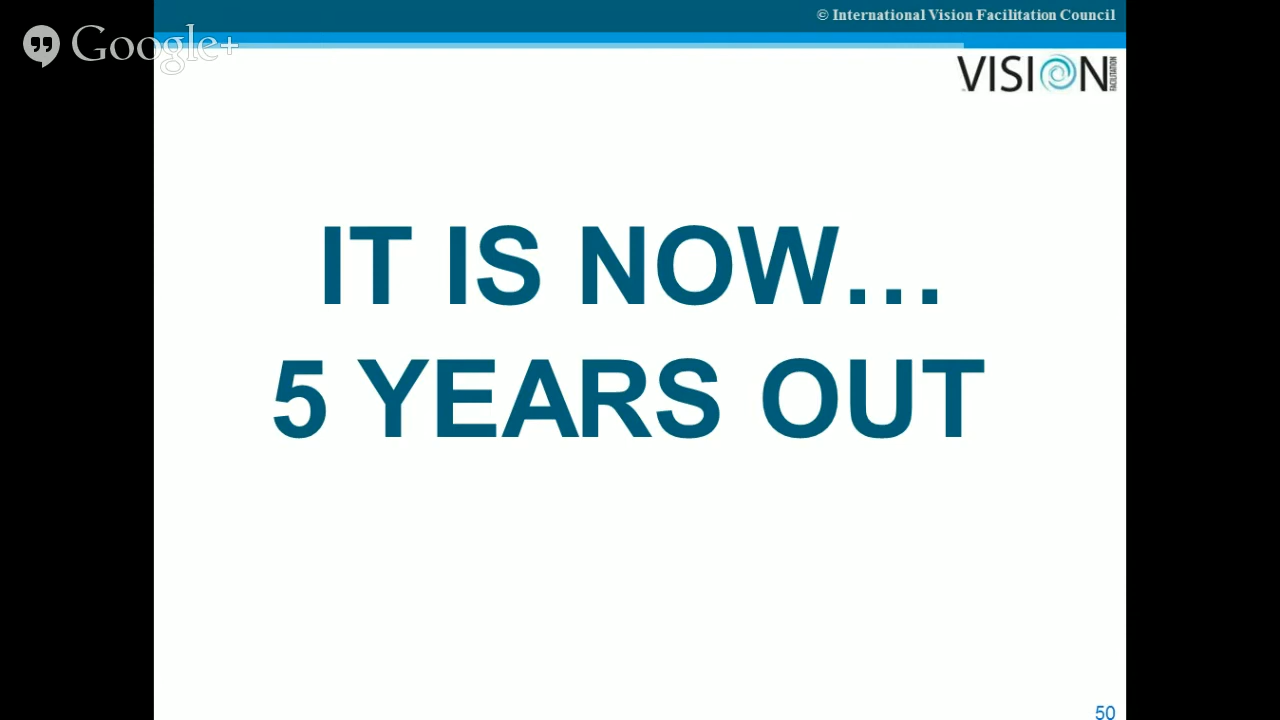 © International Vision Facilitation Council
Google+
VISION
FACILITATION
IT IS NOW…
5 YEARS OUT
50